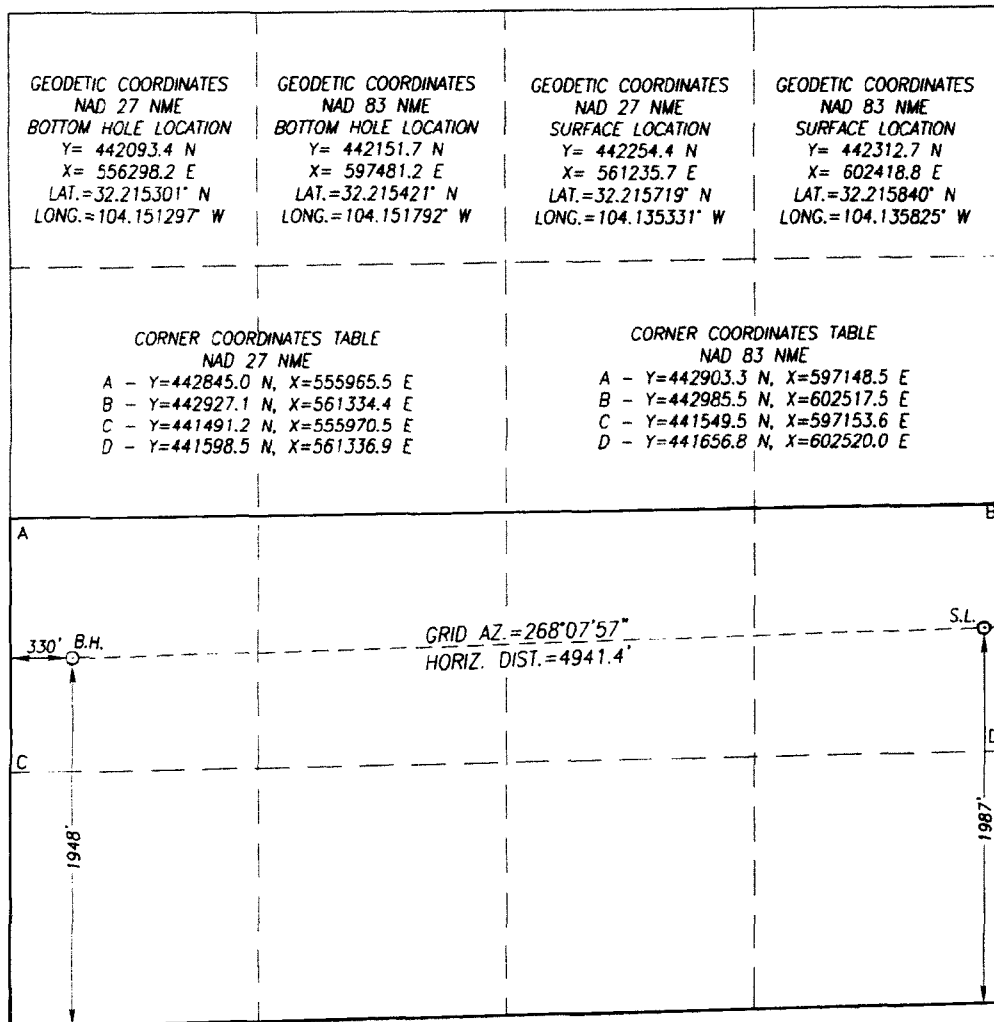 GEODETIC COORDINATES
NAD 27 NME
BOTTOM HOLE LOCATION
Y= 442093.4 N
X= 556298.2 E
LAT.=32.215301° N
LONG.=104.151297° W
GEODETIC COORDINATES
NAD 83 NME
BOTTOM HOLE LOCATION
Y= 442151.7 N
X= 597481.2 E
LAT.=32.215421° N
LONG.=104.151792° W
GEODETIC COORDINATES
NAD 27 NME
SURFACE LOCATION
Y= 442254.4 N
X= 561235.7 E
LAT.=32.215719° N
LONG.=104.135331° W
GEODETIC COORDINATES
NAD 83 NME
SURFACE LOCATION
Y= 442312.7 N
X= 602418.8 E
LAT.=32.215840° N
LONG.=104.135825° W
CORNER COORDINATES TABLE
NAD 27 NME
A - Y=442845.0 N, X=555965.5 E
B - Y=442927.1 N, X=561334.4 E
C - Y=441491.2 N, X=555970.5 E
D - Y=441598.5 N, X=561336.9 E
CORNER COORDINATES TABLE
NAD 83 NME
A - Y=442903.3 N, X=597148.5 E
B - Y=442985.5 N, X=602517.5 E
C - Y=441549.5 N, X=597153.6 E
D - Y=441656.8 N, X=602520.0 E
A
B
330' B.H.
GRID AZ.=268°07'57"
HORIZ. DIST.=4941.4'
S.L.
C
D
1948'
1987'